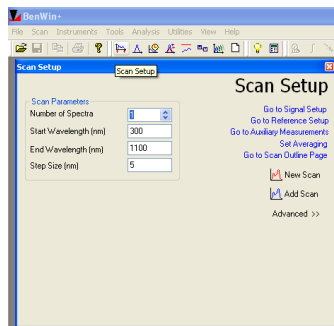 BenWin+
File Scan Instruments Tools Analysis Utilities View Help
Scan Setup
Scan Setup
Scan Setup
Scan Parameters
Number of Spectra 1
Start Wavelength (nm) 300
End Wavelength (nm) 1100
Step Size (nm) 5
Go to Signal Setup
Go to Reference Setup
Go to Auxiliary Measurements
Set Averaging
Go to Scan Outline Page
New Scan
Add Scan
Advanced >>